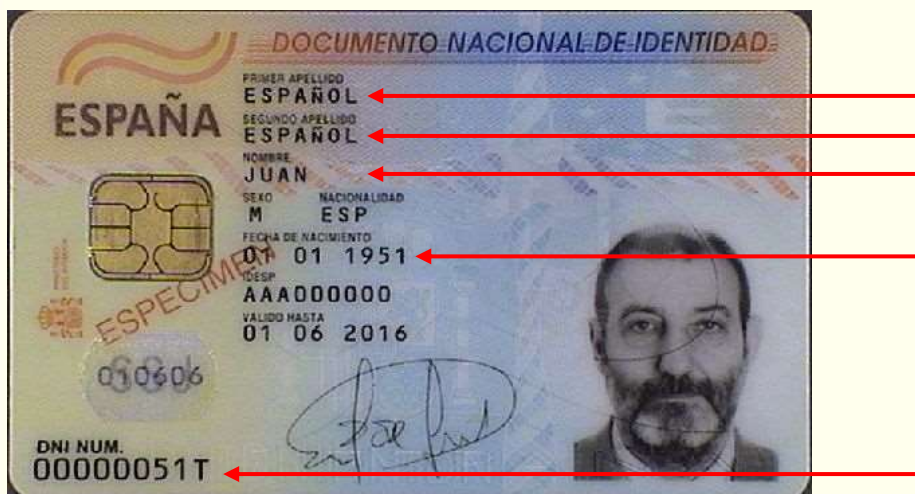 DOCUMENTO NACIONAL DE IDENTIDAD
ESPAÑA
PRIMER APELLIDO
ESPAÑOL
SEGUNDO APELLIDO
ESPAÑOL
NOMBRE
JUAN
SEXO NACIONALIDAD
M ESP
FECHA DE NACIMIENTO
01 01 1951
IDESP
AAA000000
VALIDO HASTA
01 06 2016
ESPECIMEN
010606
DNI NUM.
00000051T